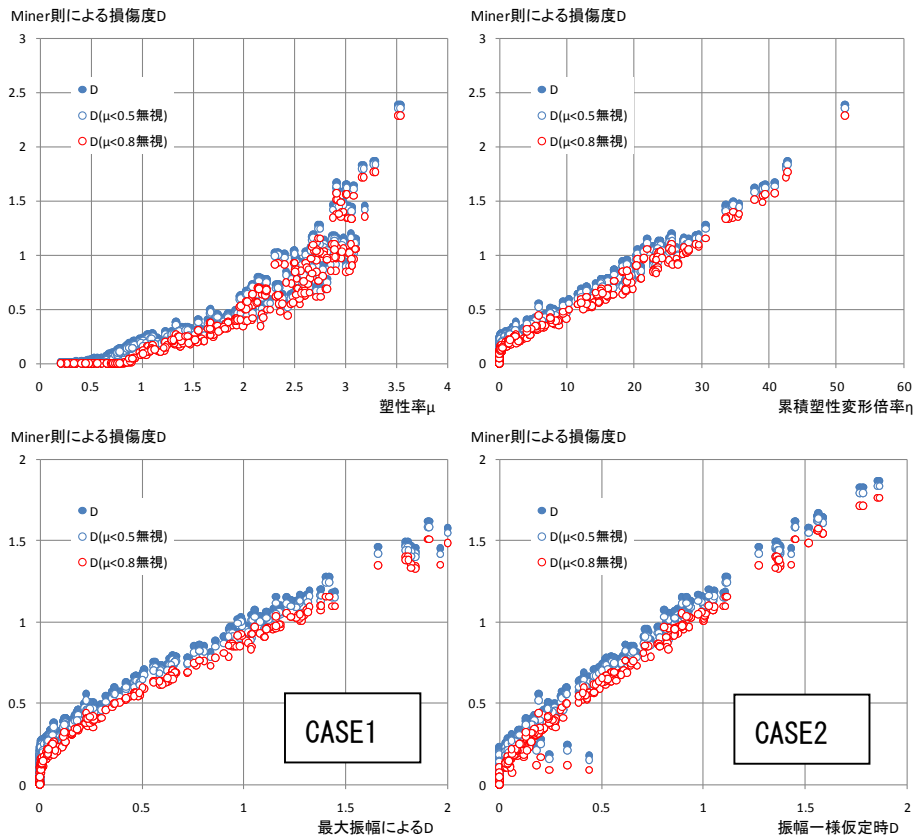 Miner則による損傷度D
3
2.5
2
1.5
1
0.5
0
D
D(μ<0.5無視)
D(μ<0.8無視)
0 0.5 1 1.5 2 2.5 3 3.5 4
塑性率μ
Miner則による損傷度D
3
2.5
2
1.5
1
0.5
0
D
D(μ<0.5無視)
D(μ<0.8無視)
0 10 20 30 40 50 60
累積塑性変形倍率η
Miner則による損傷度D
2
1.5
1
0.5
0
D
D(μ<0.5無視)
D(μ<0.8無視)
CASE1
0 0.5 1 1.5 2
最大振幅によるD
Miner則による損傷度D
2
1.5
1
0.5
0
D
D(μ<0.5無視)
D(μ<0.8無視)
CASE2
0 0.5 1 1.5 2
振幅一様仮定時D